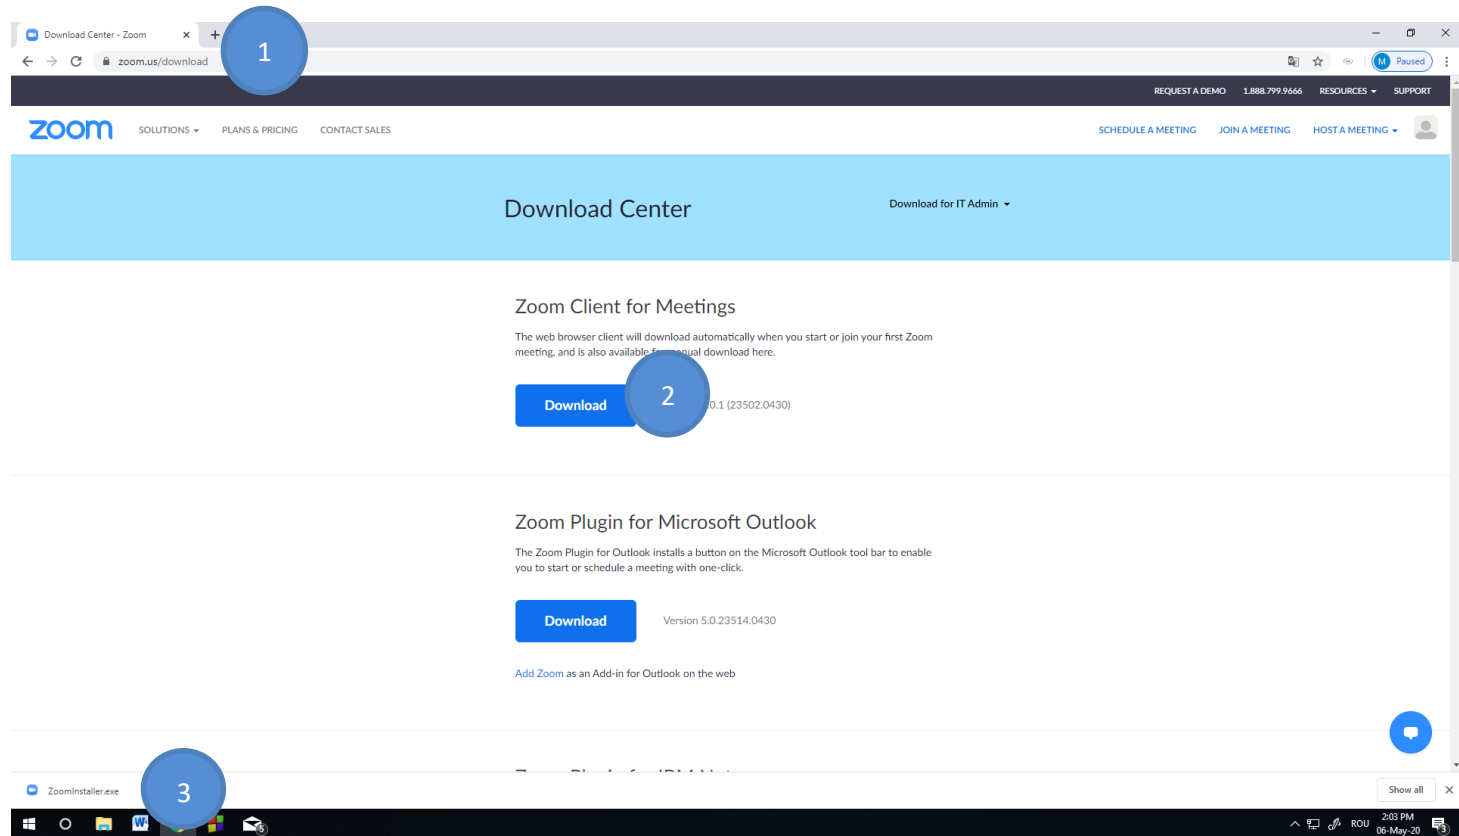 Download Center - Zoom
1
zoom.us/download
M Paused
REQUEST A DEMO 1.888.799.9666 RESOURCES SUPPORT
zoom SOLUTIONS PLANS & PRICING CONTACT SALES SCHEDULE A MEETING JOIN A MEETING HOST A MEETING
Download Center Download for IT Admin
Zoom Client for Meetings
The web browser client will download automatically when you start or join your first Zoom
meeting, and is also available manual download here.
Download 2 .0.1 (23502.0430)
Zoom Plugin for Microsoft Outlook
The Zoom Plugin for Outlook installs a button on the Microsoft Outlook tool bar to enable
you to start or schedule a meeting with one-click.
Download Version 5.0.23514.0430
Add Zoom as an Add-in for Outlook on the web
ZoomInstaller.exe 3 Show all
W 5 ROU 2:03 PM
06-May-20 3